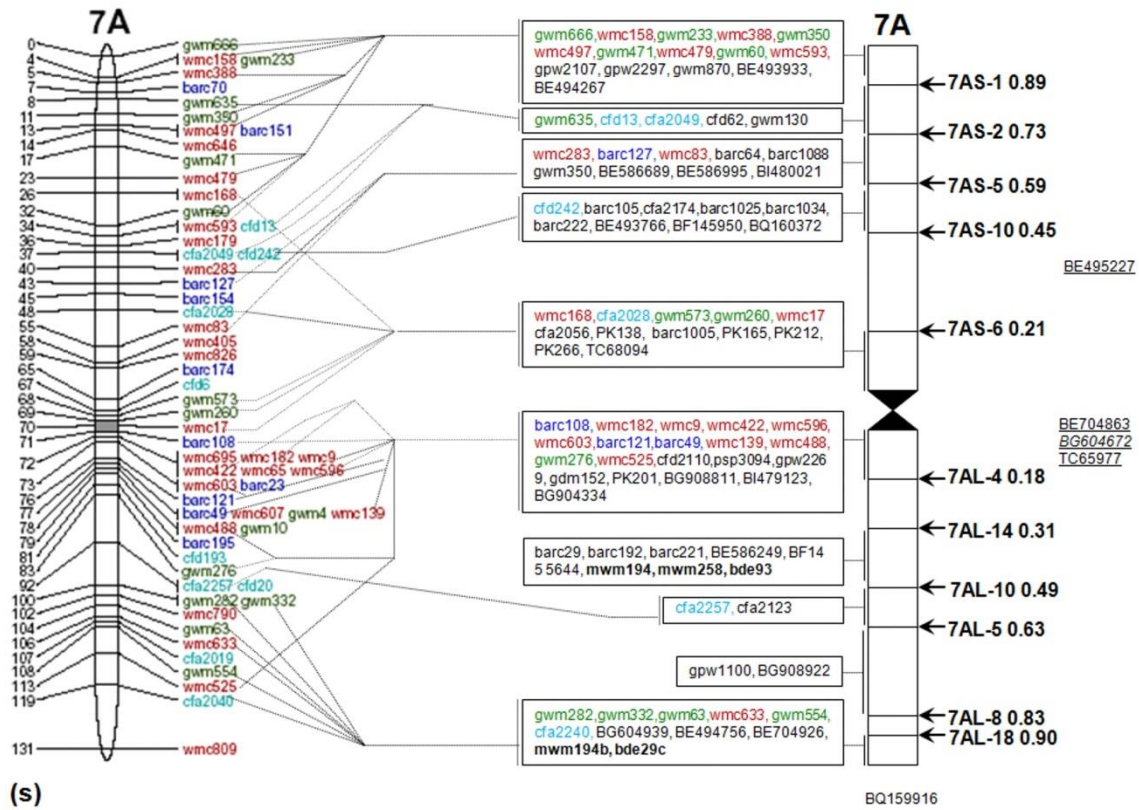 7A
0
4
5
7
8
11
13
14
17
23
26
32
34
36
37
40
43
45
48
55
58
59
65
67
68
69
70
71
72
73
76
77
78
79
81
83
92
100
102
104
106
107
108
113
119
131
gwm666
wmc158 gwm233
wmc388
barc70
gwm635
gwm350
wmc497 barc151
wmc646
gwm471
wmc479
wmc168
gwm60
wmc593 cfd13
wmc179
cfa2049 cfd242
wmc283
barc127
barc154
cfa2028
wmc83
wmc405
wmc826
barc174
cfd6
gwm573
gwm260
wmc17
barc108
wmc695 wmc182 wmc9
wmc422 wmc65 wmc596
wmc603 barc23
barc121
barc49 wmc607 gwm4 wmc139
wmc488 gwm10
barc195
cfd193
gwm276
cfa2257 cfd20
gwm282 gwm332
wmc790
gwm63
wmc633
cfa2019
gwm554
wmc525
cfa2040
wmc809
gwm666,wmc158,gwm233,wmc388,gwm350
wmc497,gwm471,wmc479,gwm60,wmc593,
gpw2107, gpw2297, gwm870, BE493933,
BE494267
gwm635, cfd13, cfa2049, cfd62, gwm130
wmc283, barc127, wmc83, barc64, barc1088
gwm350, BE586689, BE586995, BI480021
cfd242,barc105,cfa2174,barc1025,barc1034,
barc222, BE493766, BF145950, BQ160372
wmc168,cfa2028,gwm573,gwm260, wmc17
cfa2056, PK138, barc1005, PK165, PK212,
PK266, TC68094
barc108, wmc182, wmc9, wmc422, wmc596,
wmc603, barc121,barc49, wmc139, wmc488,
gwm276, wmc525,cfd2110,psp3094,gpw226
9, gdm152, PK201, BG908811, BI479123,
BG904334
barc29, barc192, barc221, BE586249, BF14
5 5644, mwm194, mwm258, bde93
cfa2257, cfa2123
gpw1100, BG908922
gwm282,gwm332,gwm63,wmc633, gwm554,
cfa2240, BG604939, BE494756, BE704926,
mwm194b, bde29c
7A
7AS-1 0.89
7AS-2 0.73
7AS-5 0.59
7AS-10 0.45
BE495227
7AS-6 0.21
BE704863
BG604672
TC65977
7AL-4 0.18
7AL-14 0.31
7AL-10 0.49
7AL-5 0.63
7AL-8 0.83
7AL-18 0.90
BQ159916
(s)